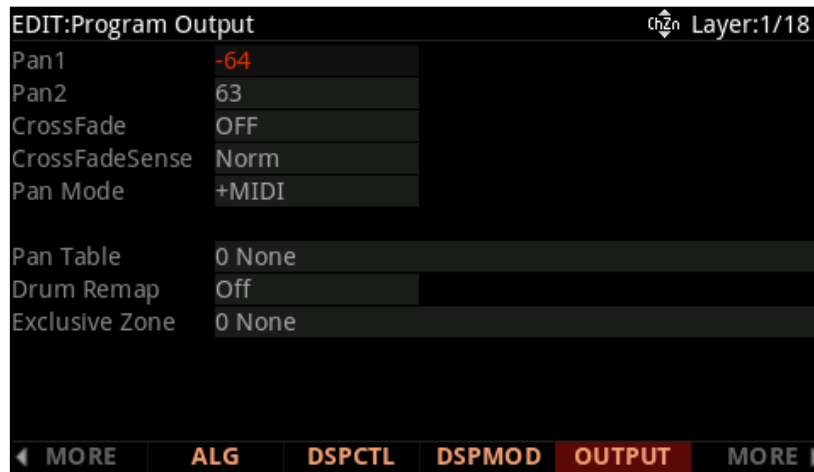 EDIT:Program Output ChZn Layer:1/18
Pan1 -64
Pan2 63
CrossFade OFF
CrossFadeSense Norm
Pan Mode +MIDI
Pan Table 0 None
Drum Remap Off
Exclusive Zone 0 None
MORE ALG DSPCTL DSPMOD OUTPUT MORE